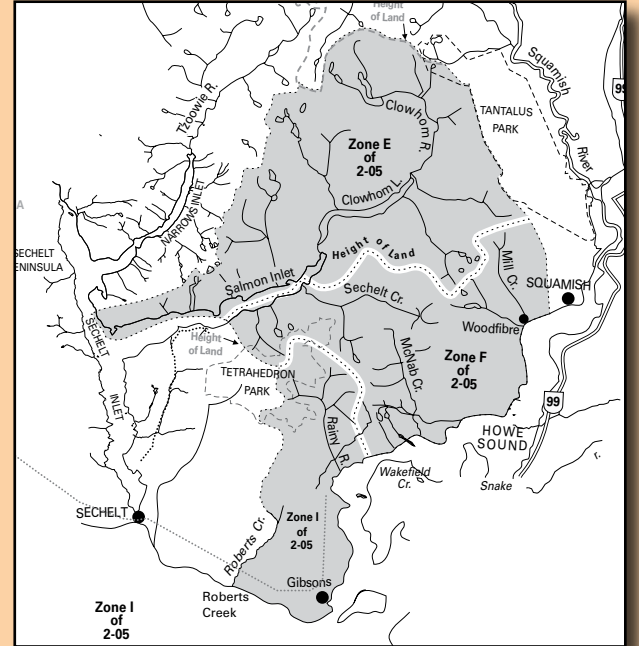 Height
of Land
Squamish
River
99
Tzoowie R.
Clowhom R.
TANTALUS
PARK
Zone E
of
2-05
Clowhom L.
NARROWS INLET
A
SECHELT
ENINSULA
Height of Land
Salmon Inlet
Mill Cr.
SQUAMISH
Sechelt Cr.
Woodfibre
SECHELT
INLET
Height
of Land
McNab Cr.
Zone F
of
2-05
TETRAHEDRON
PARK
99
HOWE
SOUND
Rainy R.
Wakefield
Cr.
Snake
r.
SECHELT
Zone I
of
2-05
Roberts Cr.
Gibsons
Roberts
Creek
Zone I
of
2-05